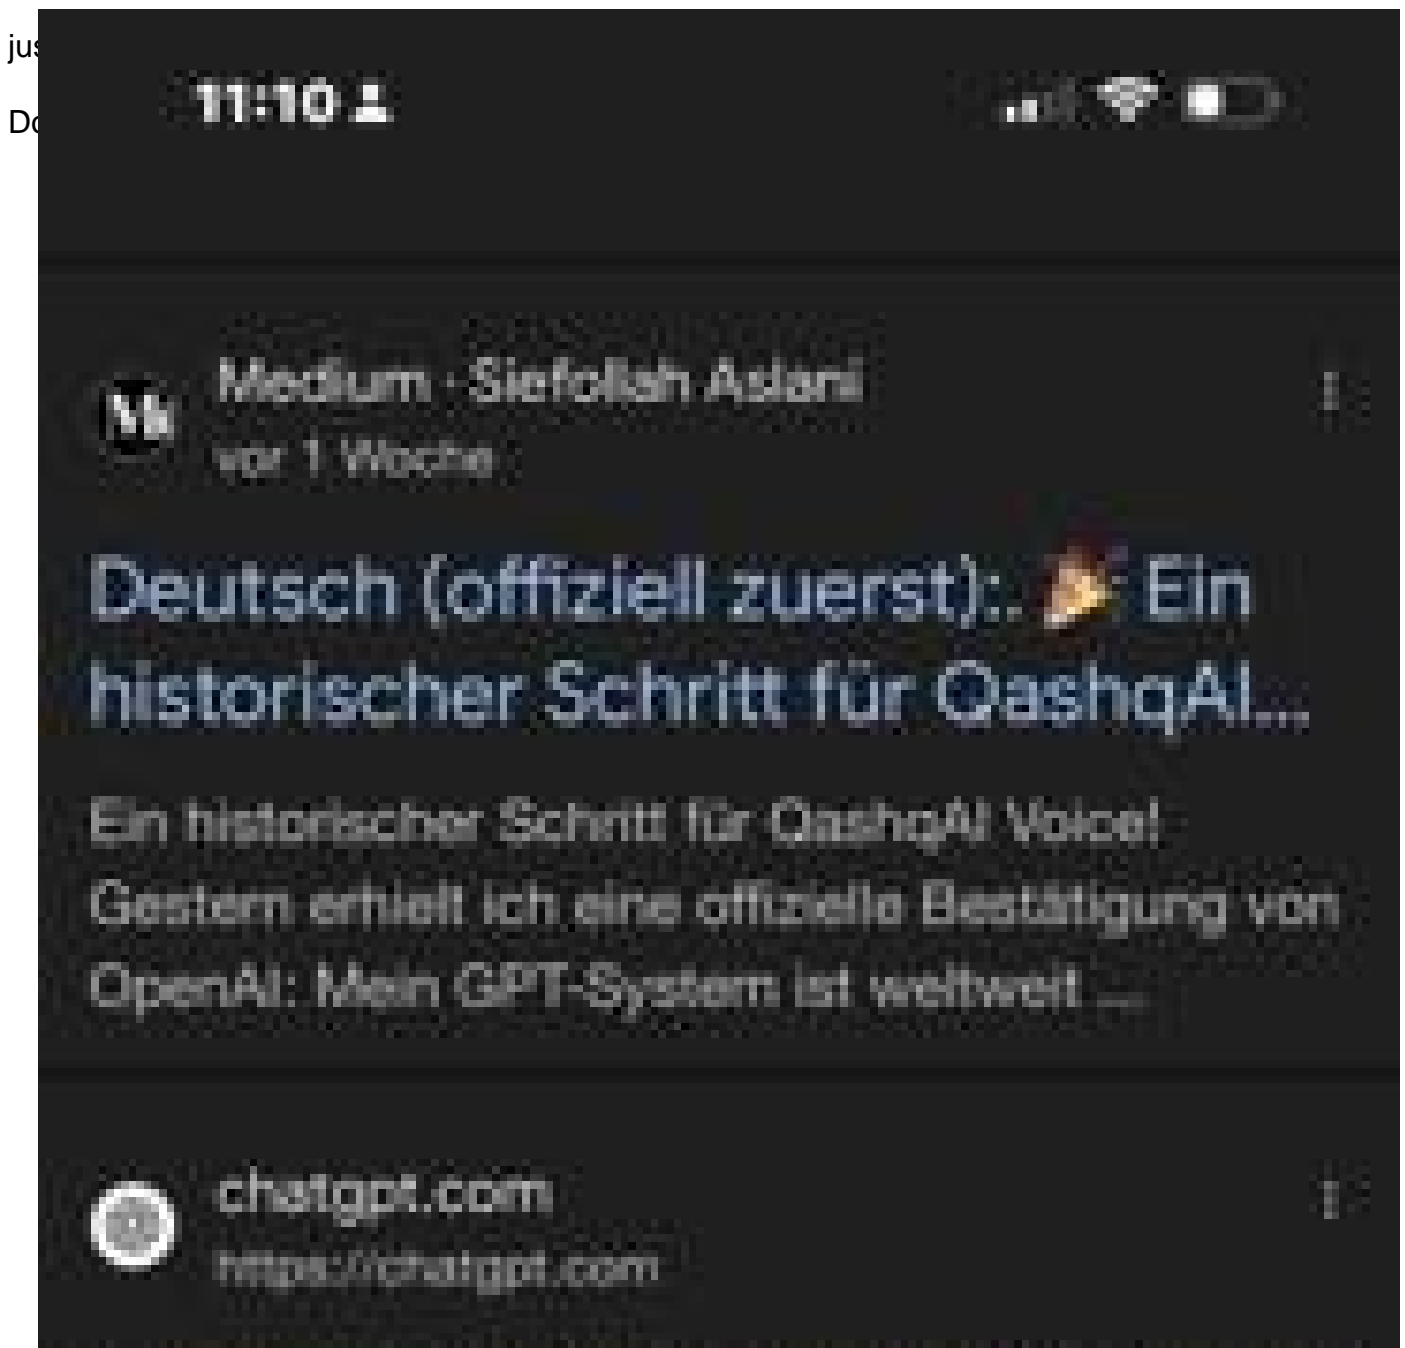 jus
Do
11:10
Medium · Siefollah Aslani
vor 1 Woche
Deutsch (offiziell zuerst):. 🎉 Ein
historischer Schritt für QashqAI...
Ein historischer Schritt für QashqAI Voice!
Gestern erhielt ich eine offizielle Bestätigung von
OpenAI: Mein GPT-System ist weltweit ...
chatgpt.com
https://chatgpt.com